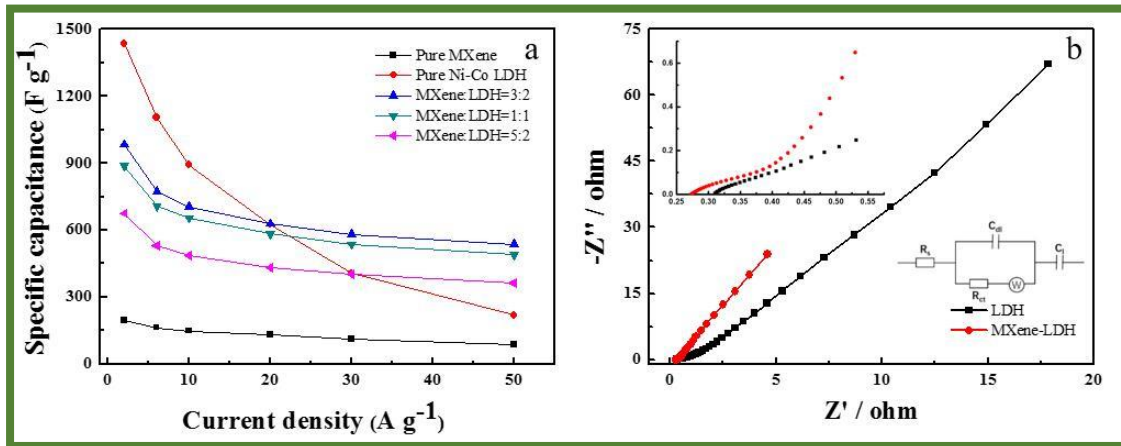 a
Specific capacitance (F g⁻¹)
1500
1200
900
600
300
0
0
10
20
30
40
50
Current density (A g⁻¹)
Pure MXene
Pure Ni-Co LDH
MXene:LDH=3:2
MXene:LDH=1:1
MXene:LDH=5:2
b
-Z'' / ohm
75
60
45
30
15
0
0
5
10
15
20
Z' / ohm
0.6
0.4
0.2
0.0
0.25
0.30
0.35
0.40
0.45
0.50
0.55
Rs
Cdl
Rct
W
LDH
MXene-LDH